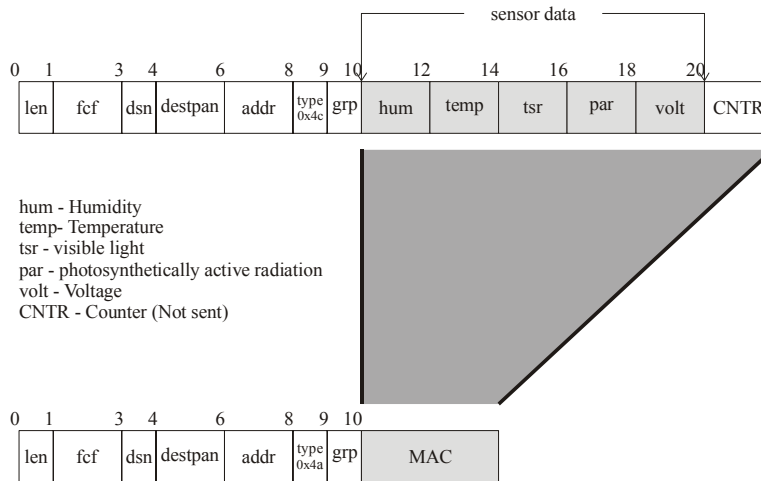 sensor data
0 1 3 4 6 8 9 10 12 14 16 18 20
len fcf dsn destpan addr type 0x4c grp hum temp tsr par volt CNTR
hum - Humidity
temp- Temperature
tsr - visible light
par - photosynthetically active radiation
volt - Voltage
CNTR - Counter (Not sent)
0 1 3 4 6 8 9 10
len fcf dsn destpan addr type 0x4a grp MAC